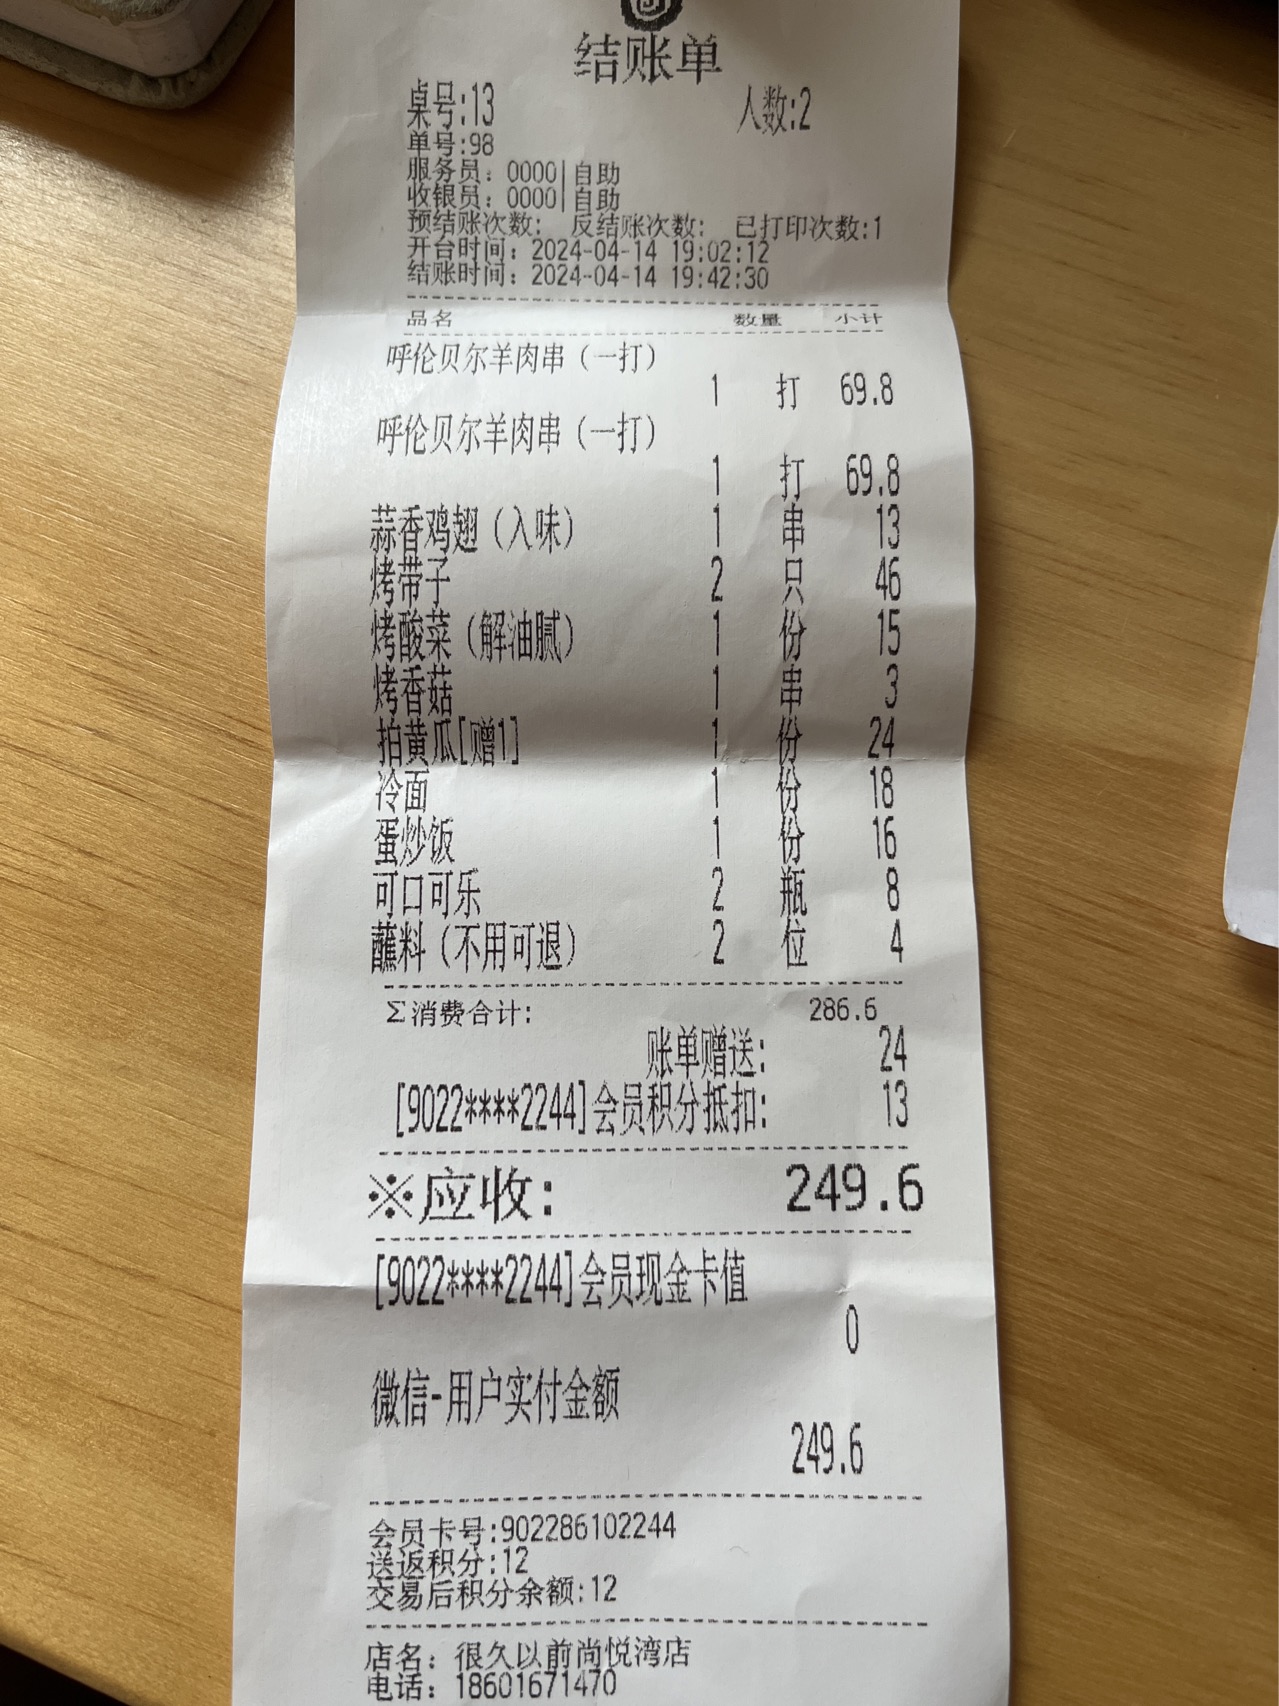 结账单
桌号:13 人数:2
单号:98
服务员: 0000|自助
收银员: 0000|自助
预结账次数: 反结账次数: 已打印次数:1
开台时间: 2024-04-14 19:02:12
结账时间: 2024-04-14 19:42:30
品名 数量 小计
呼伦贝尔羊肉串(一打)
1 打 69.8
呼伦贝尔羊肉串(一打)
1 打 69.8
蒜香鸡翅(入味) 1 串 13
烤带子 2 只 46
烤酸菜(解油腻) 1 份 15
烤香菇 1 串 3
拍黄瓜[赠1] 1 份 24
冷面 1 份 18
蛋炒饭 1 份 16
可口可乐 2 瓶 8
蘸料(不用可退) 2 位 4
Σ消费合计: 286.6
账单赠送: 24
[9022****2244]会员积分抵扣: 13
※应收: 249.6
[9022****2244]会员现金卡值
0
微信-用户实付金额
249.6
会员卡号:902286102244
送返积分:12
交易后积分余额:12
店名: 很久以前尚悦湾店
电话: 18601671470